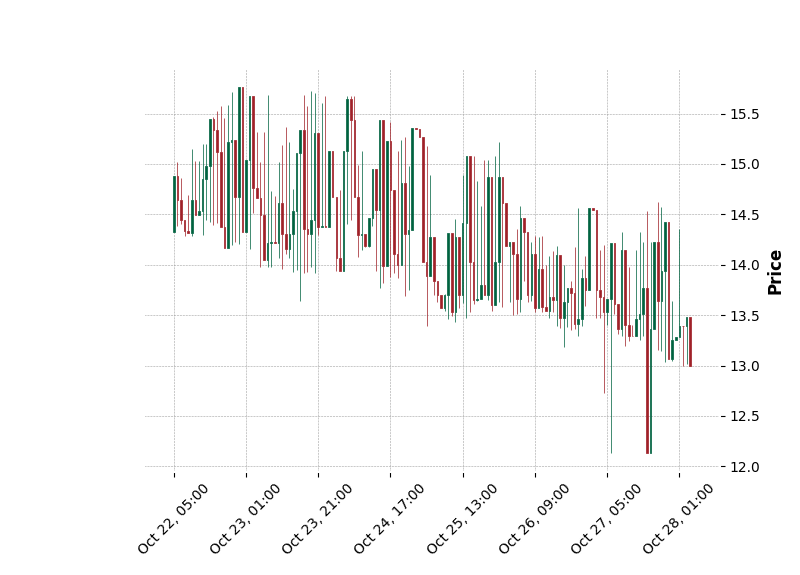 15.5
15.0
14.5
14.0
13.5
13.0
12.5
12.0
Price
Oct 22, 05:00
Oct 23, 01:00
Oct 23, 21:00
Oct 24, 17:00
Oct 25, 13:00
Oct 26, 09:00
Oct 27, 05:00
Oct 28, 01:00